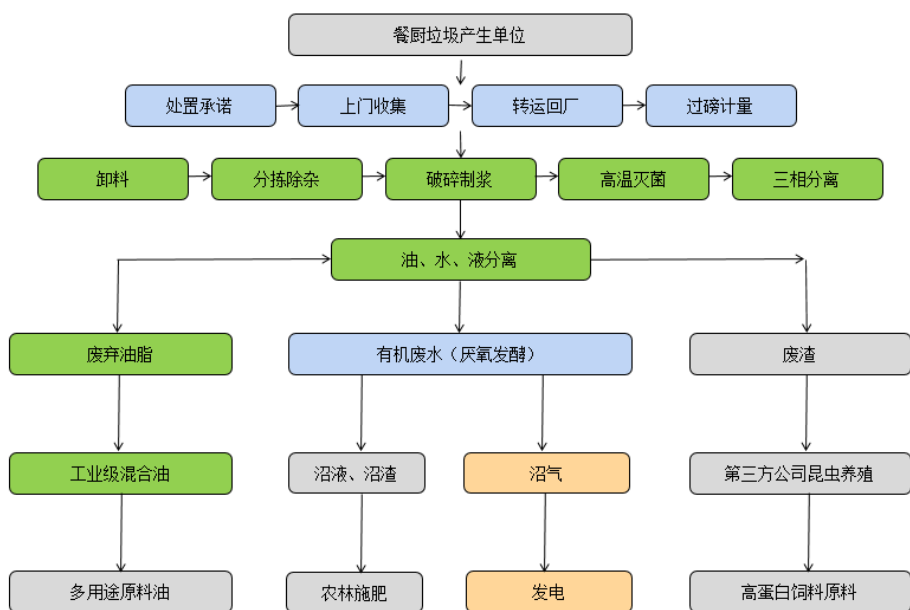 餐厨垃圾产生单位
处置承诺
上门收集
转运回厂
过磅计量
卸料
分拣除杂
破碎制浆
高温灭菌
三相分离
油、水、液分离
废弃油脂
有机废水（厌氧发酵）
废渣
工业级混合油
沼液、沼渣
沼气
第三方公司昆虫养殖
多用途原料油
农林施肥
发电
高蛋白饲料原料